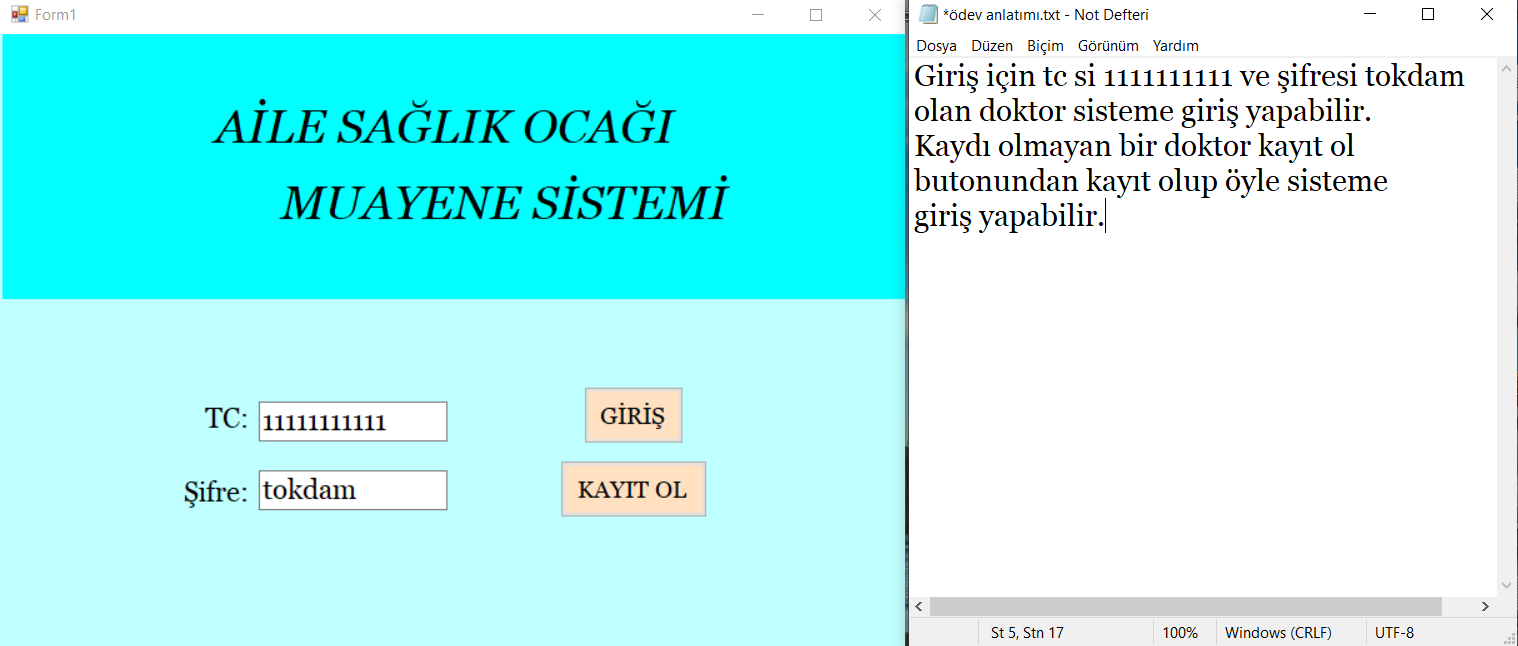 Form1
AİLE SAĞLIK OCAĞI
MUAYENE SİSTEMİ
TC: 11111111111
GİRİŞ
Şifre: tokdam
KAYIT OL
*ödev anlatımı.txt - Not Defteri
Dosya Düzen Biçim Görünüm Yardım
Giriş için tc si 1111111111 ve şifresi tokdam
olan doktor sisteme giriş yapabilir.
Kaydı olmayan bir doktor kayıt ol
butonundan kayıt olup öyle sisteme
giriş yapabilir.
St 5, Stn 17 100% Windows (CRLF) UTF-8